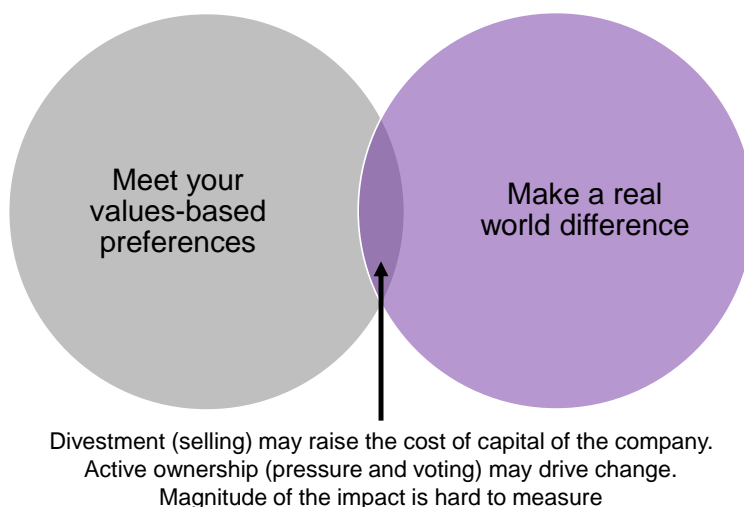 Meet your
values-based
preferences
Make a real
world difference
Divestment (selling) may raise the cost of capital of the company.
Active ownership (pressure and voting) may drive change.
Magnitude of the impact is hard to measure